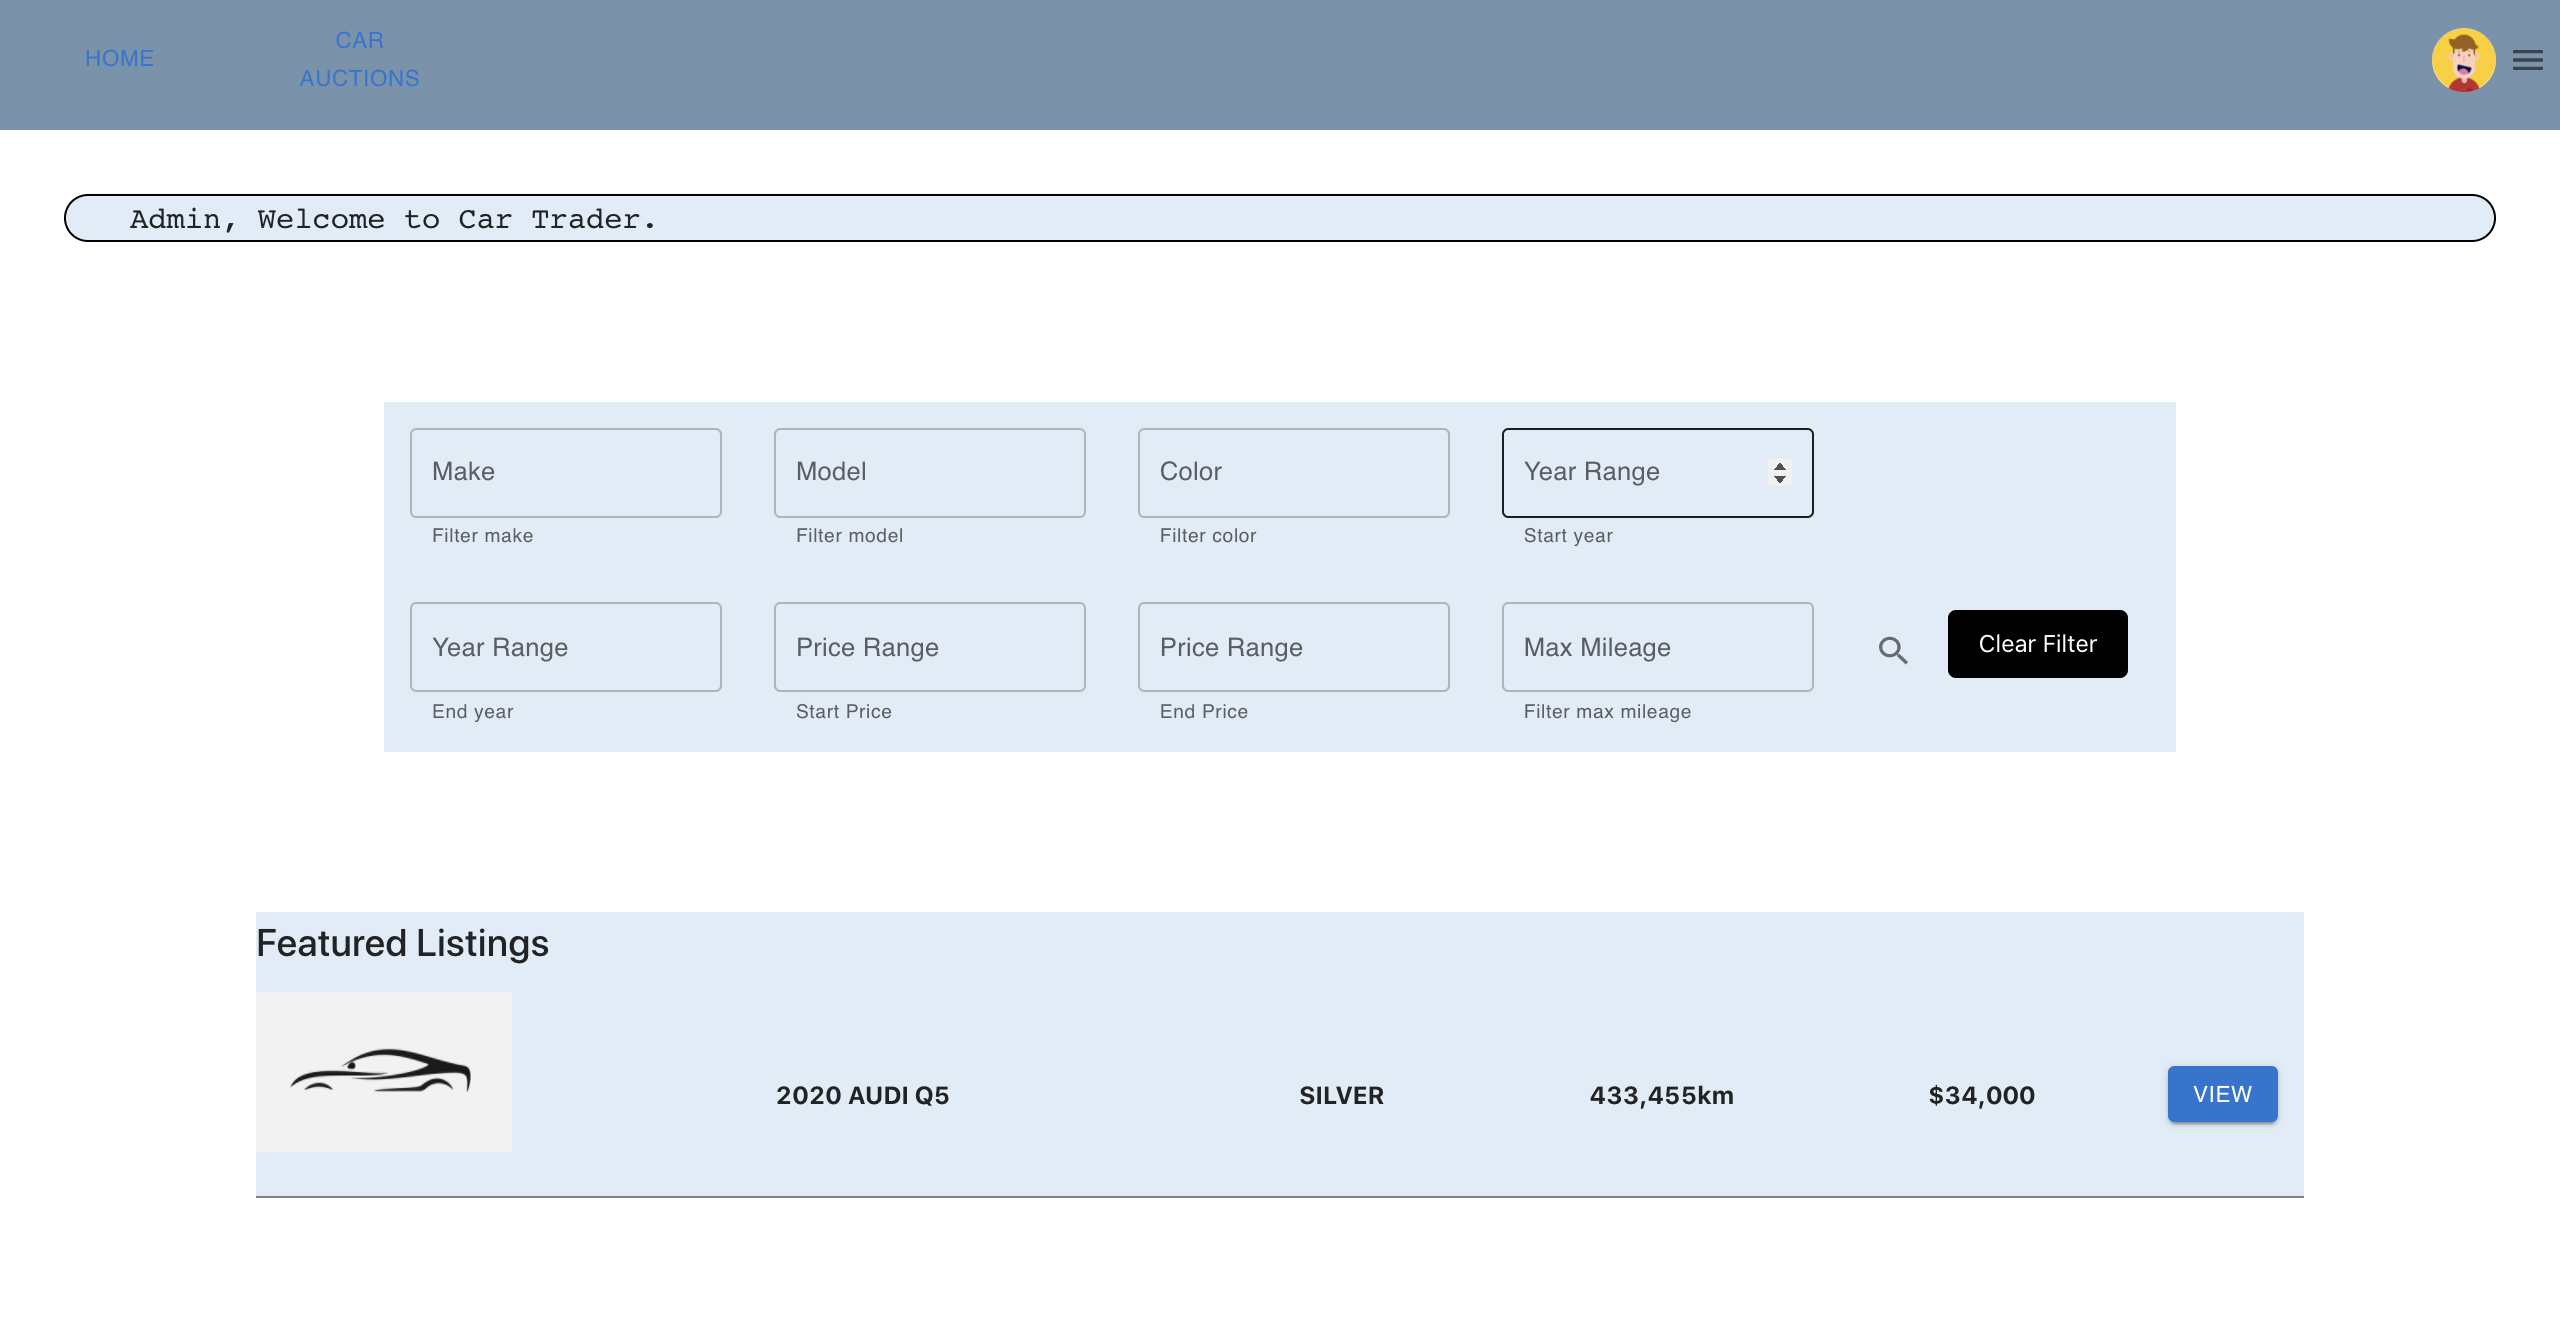 HOME
CAR
AUCTIONS
Admin, Welcome to Car Trader.
Make
Model
Color
Year Range
Filter make
Filter model
Filter color
Start year
Year Range
Price Range
Price Range
Max Mileage
Clear Filter
End year
Start Price
End Price
Filter max mileage
Featured Listings
2020 AUDI Q5
SILVER
433,455km
$34,000
VIEW